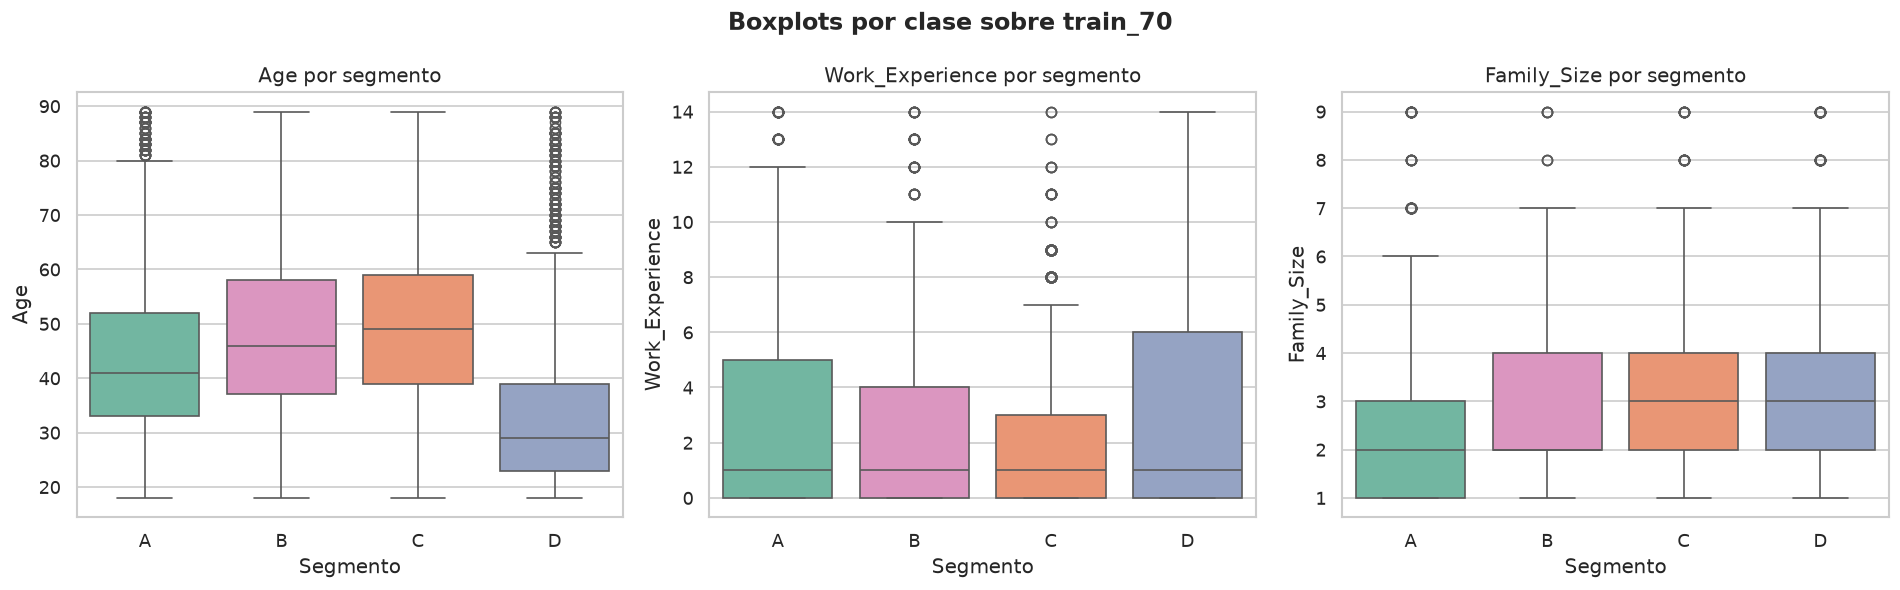 Boxplots por clase sobre train_70
Age por segmento
Age
90
80
70
60
50
40
30
20
A B C D
Segmento
Work_Experience por segmento
Work_Experience
14
12
10
8
6
4
2
0
A B C D
Segmento
Family_Size por segmento
Family_Size
9
8
7
6
5
4
3
2
1
A B C D
Segmento